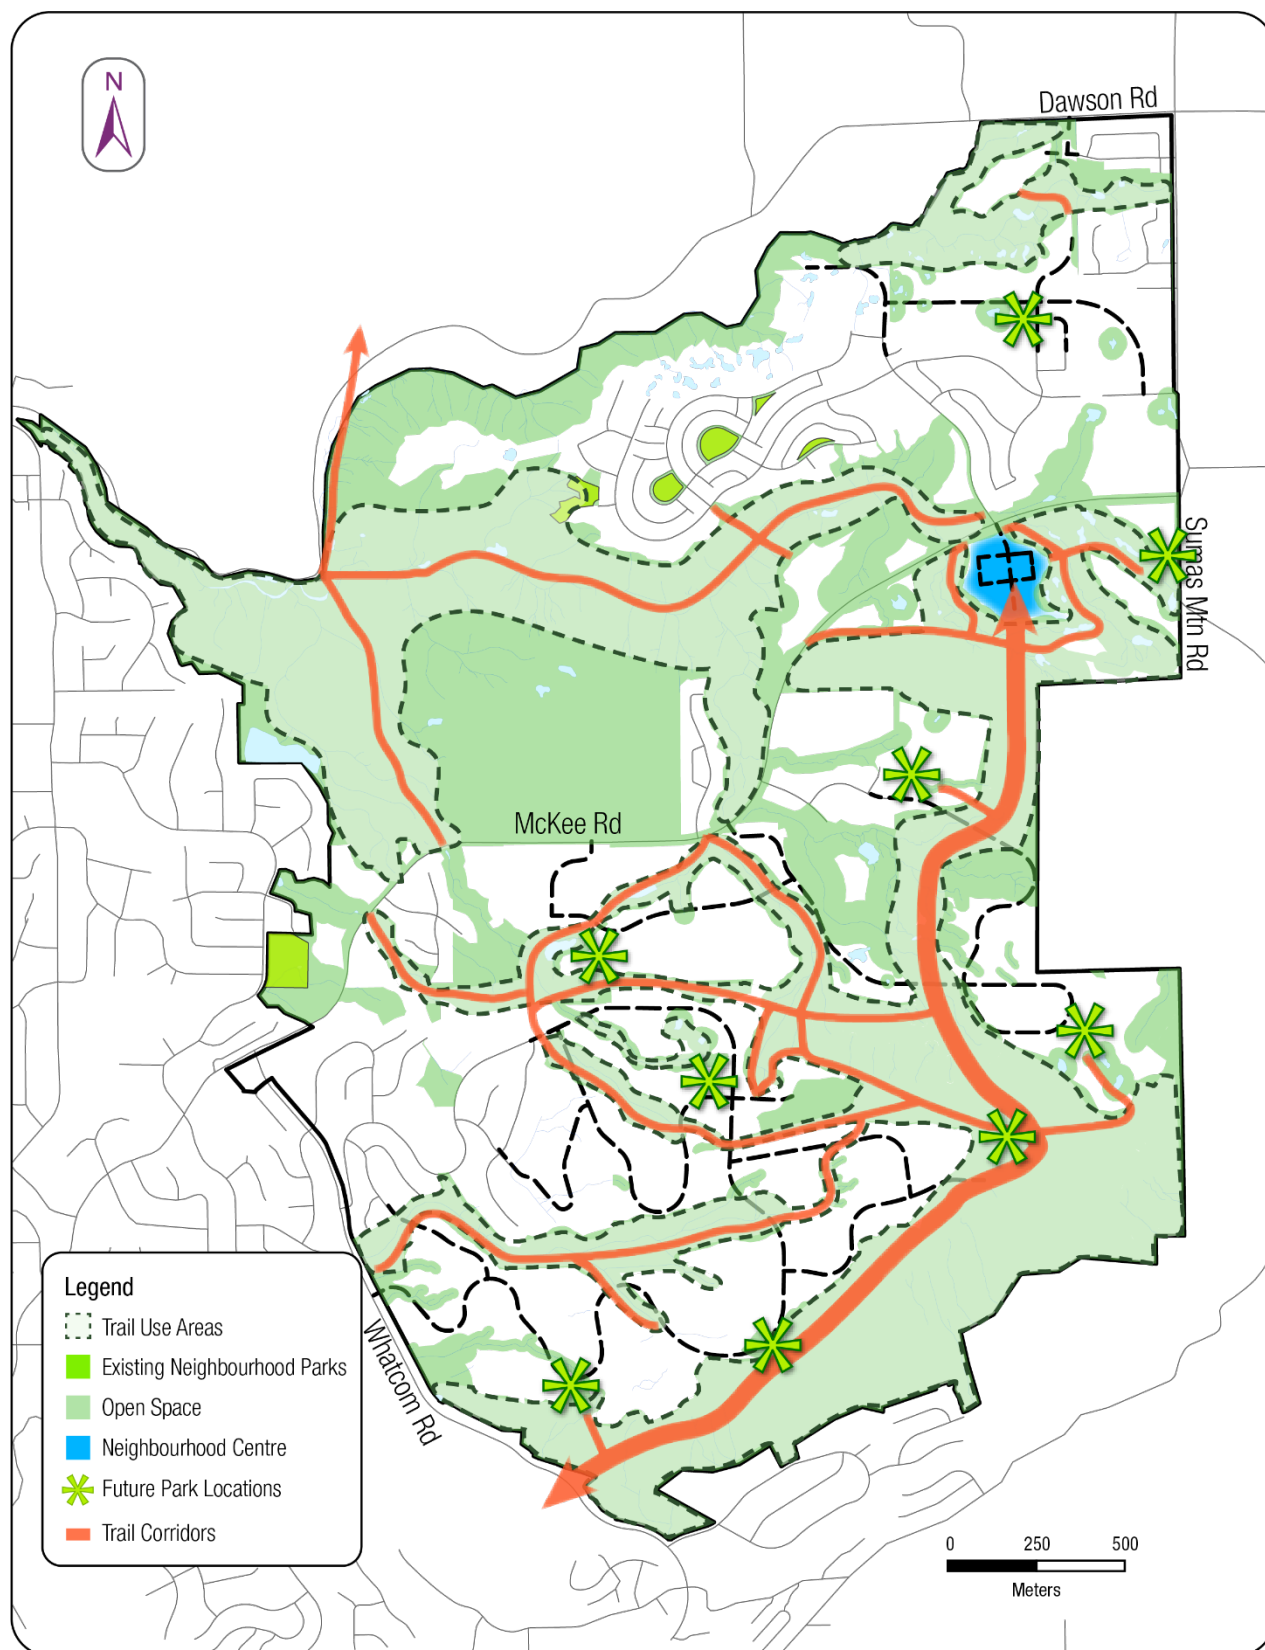 N
Dawson Rd
Sumas Mtn Rd
McKee Rd
Whatcom Rd
Legend
Trail Use Areas
Existing Neighbourhood Parks
Open Space
Neighbourhood Centre
Future Park Locations
Trail Corridors
0 250 500
Meters